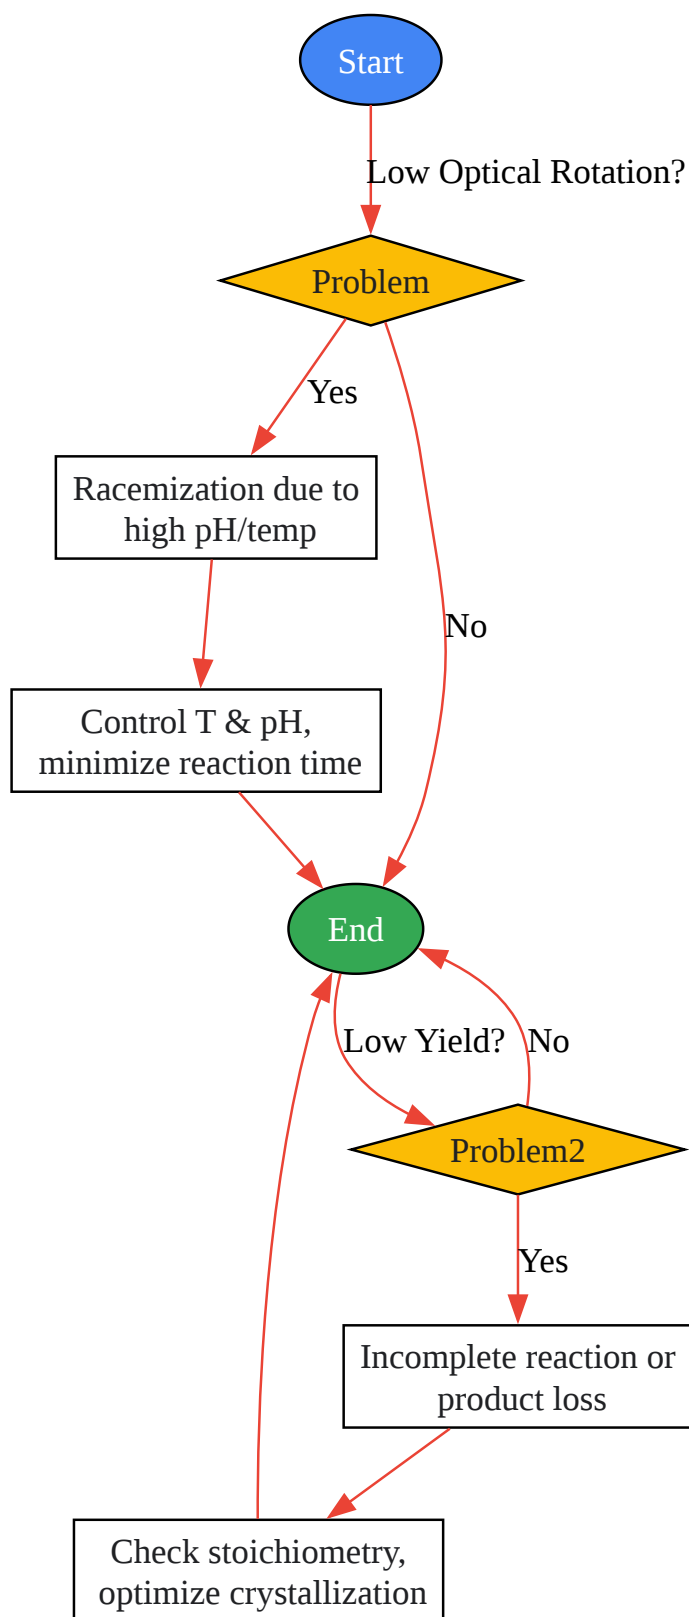 Start
Low Optical Rotation?
Problem
Yes
Racemization due to
high pH/temp
No
Control T & pH,
minimize reaction time
End
Low Yield?
No
Problem2
Yes
Incomplete reaction or
product loss
Check stoichiometry,
optimize crystallization